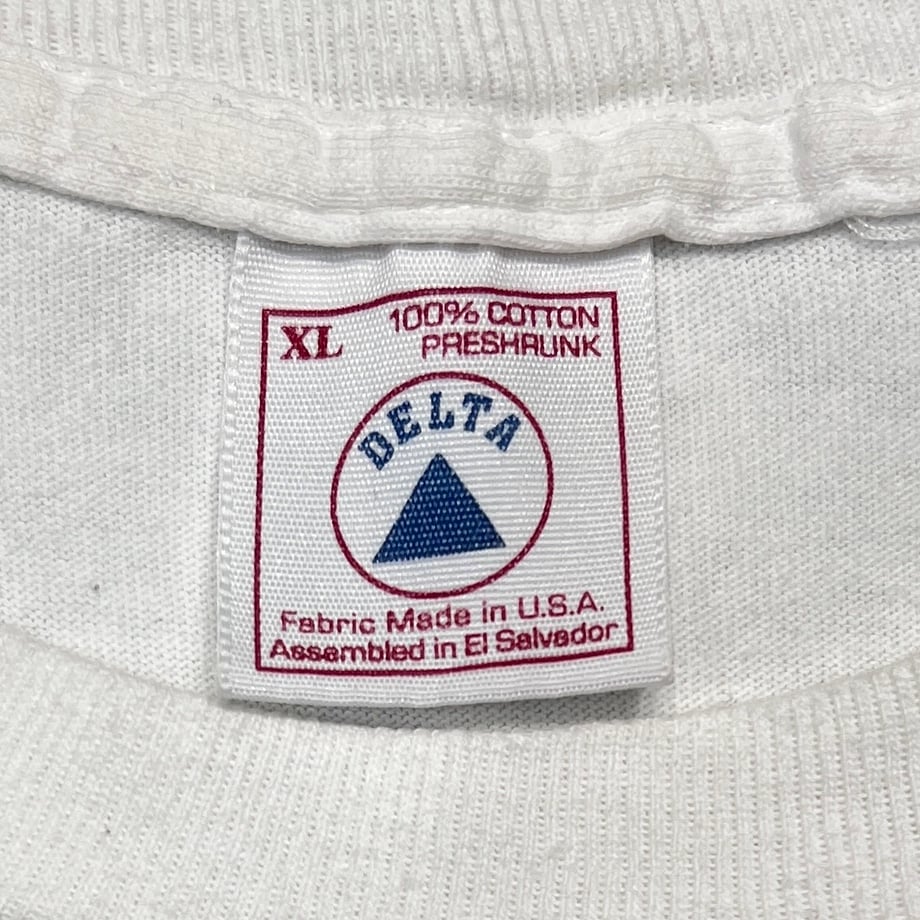 XL
100% COTTON
PRESHRUNK
DELTA
Fabric Made in U.S.A.
Assembled in El Salvador